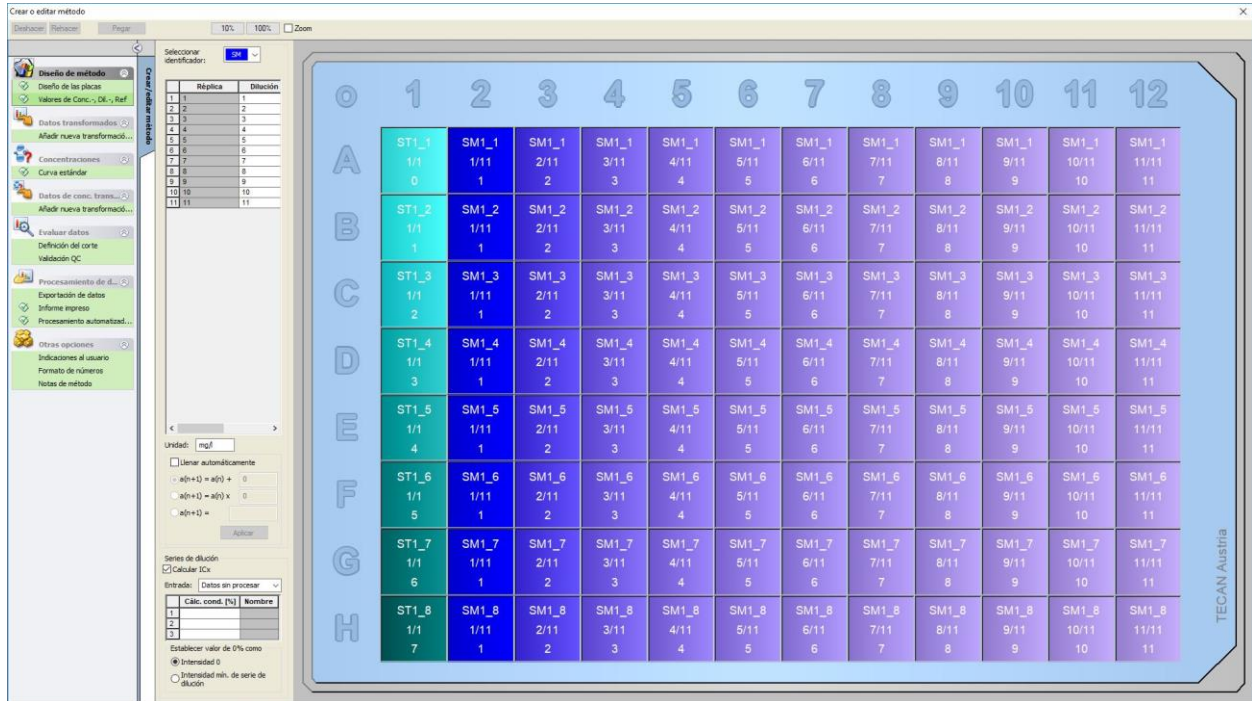 Crear o editar método
Deshacer Rehacer Pegar 10% 100% Zoom
Diseño de método
Diseño de las placas
Valores de Conc.-, Dil.-, Ref
Datos transformados
Añadir nueva transformació...
Concentraciones
Curva estándar
Datos de conc. trans...
Añadir nueva transformació...
Evaluar datos
Definición del corte
Validación QC
Procesamiento de d...
Exportación de datos
Informe impreso
Procesamiento automatizad...
Otras opciones
Indicaciones al usuario
Formato de números
Notas de método
Crear/editar método
Seleccionar
identificador: SM
Réplica Dilución
1 1 1
2 2 2
3 3 3
4 4 4
5 5 5
6 6 6
7 7 7
8 8 8
9 9 9
10 10 10
11 11 11
Unidad: mg/l
Llenar automáticamente
a(n+1) = a(n) + 0
a(n+1) = a(n) x 0
a(n+1) =
Aplicar
Series de dilución
Calcular ICx
Entrada: Datos sin procesar
Cálc. cond. [%] Nombre
1
2
3
Establecer valor de 0% como
Intensidad 0
Intensidad mín. de serie de
dilución
o 1 2 3 4 5 6 7 8 9 10 11 12
A
ST1_1 SM1_1 SM1_1 SM1_1 SM1_1 SM1_1 SM1_1 SM1_1 SM1_1 SM1_1 SM1_1 SM1_1
1/1 1/11 2/11 3/11 4/11 5/11 6/11 7/11 8/11 9/11 10/11 11/11
0 1 2 3 4 5 6 7 8 9 10 11
B
ST1_2 SM1_2 SM1_2 SM1_2 SM1_2 SM1_2 SM1_2 SM1_2 SM1_2 SM1_2 SM1_2 SM1_2
1/1 1/11 2/11 3/11 4/11 5/11 6/11 7/11 8/11 9/11 10/11 11/11
1 1 2 3 4 5 6 7 8 9 10 11
C
ST1_3 SM1_3 SM1_3 SM1_3 SM1_3 SM1_3 SM1_3 SM1_3 SM1_3 SM1_3 SM1_3 SM1_3
1/1 1/11 2/11 3/11 4/11 5/11 6/11 7/11 8/11 9/11 10/11 11/11
2 1 2 3 4 5 6 7 8 9 10 11
D
ST1_4 SM1_4 SM1_4 SM1_4 SM1_4 SM1_4 SM1_4 SM1_4 SM1_4 SM1_4 SM1_4 SM1_4
1/1 1/11 2/11 3/11 4/11 5/11 6/11 7/11 8/11 9/11 10/11 11/11
3 1 2 3 4 5 6 7 8 9 10 11
E
ST1_5 SM1_5 SM1_5 SM1_5 SM1_5 SM1_5 SM1_5 SM1_5 SM1_5 SM1_5 SM1_5 SM1_5
1/1 1/11 2/11 3/11 4/11 5/11 6/11 7/11 8/11 9/11 10/11 11/11
4 1 2 3 4 5 6 7 8 9 10 11
F
ST1_6 SM1_6 SM1_6 SM1_6 SM1_6 SM1_6 SM1_6 SM1_6 SM1_6 SM1_6 SM1_6 SM1_6
1/1 1/11 2/11 3/11 4/11 5/11 6/11 7/11 8/11 9/11 10/11 11/11
5 1 2 3 4 5 6 7 8 9 10 11
G
ST1_7 SM1_7 SM1_7 SM1_7 SM1_7 SM1_7 SM1_7 SM1_7 SM1_7 SM1_7 SM1_7 SM1_7
1/1 1/11 2/11 3/11 4/11 5/11 6/11 7/11 8/11 9/11 10/11 11/11
6 1 2 3 4 5 6 7 8 9 10 11
H
ST1_8 SM1_8 SM1_8 SM1_8 SM1_8 SM1_8 SM1_8 SM1_8 SM1_8 SM1_8 SM1_8 SM1_8
1/1 1/11 2/11 3/11 4/11 5/11 6/11 7/11 8/11 9/11 10/11 11/11
7 1 2 3 4 5 6 7 8 9 10 11
TECAN Austria